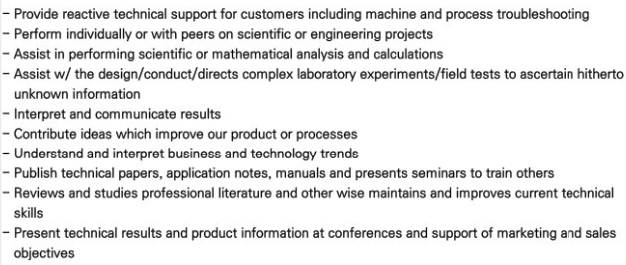 – Provide reactive technical support for customers including machine and process troubleshooting
– Perform individually or with peers on scientific or engineering projects
– Assist in performing scientific or mathematical analysis and calculations
– Assist w/ the design/conduct/directs complex laboratory experiments/field tests to ascertain hitherto
unknown information
– Interpret and communicate results
– Contribute ideas which improve our product or processes
– Understand and interpret business and technology trends
– Publish technical papers, application notes, manuals and presents seminars to train others
– Reviews and studies professional literature and other wise maintains and improves current technical
skills
– Present technical results and product information at conferences and support of marketing and sales
objectives